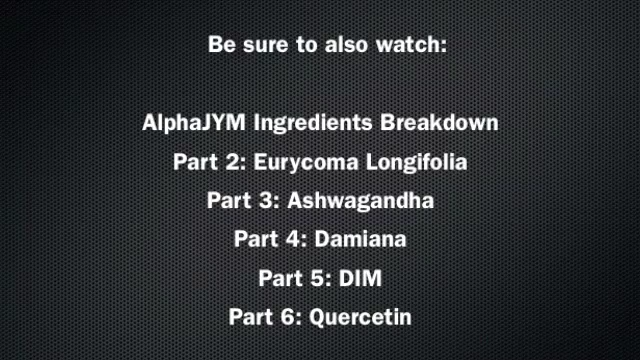 Be sure to also watch:
AlphaJYM Ingredients Breakdown
Part 2: Eurycoma Longifolia
Part 3: Ashwagandha
Part 4: Damiana
Part 5: DIM
Part 6: Quercetin